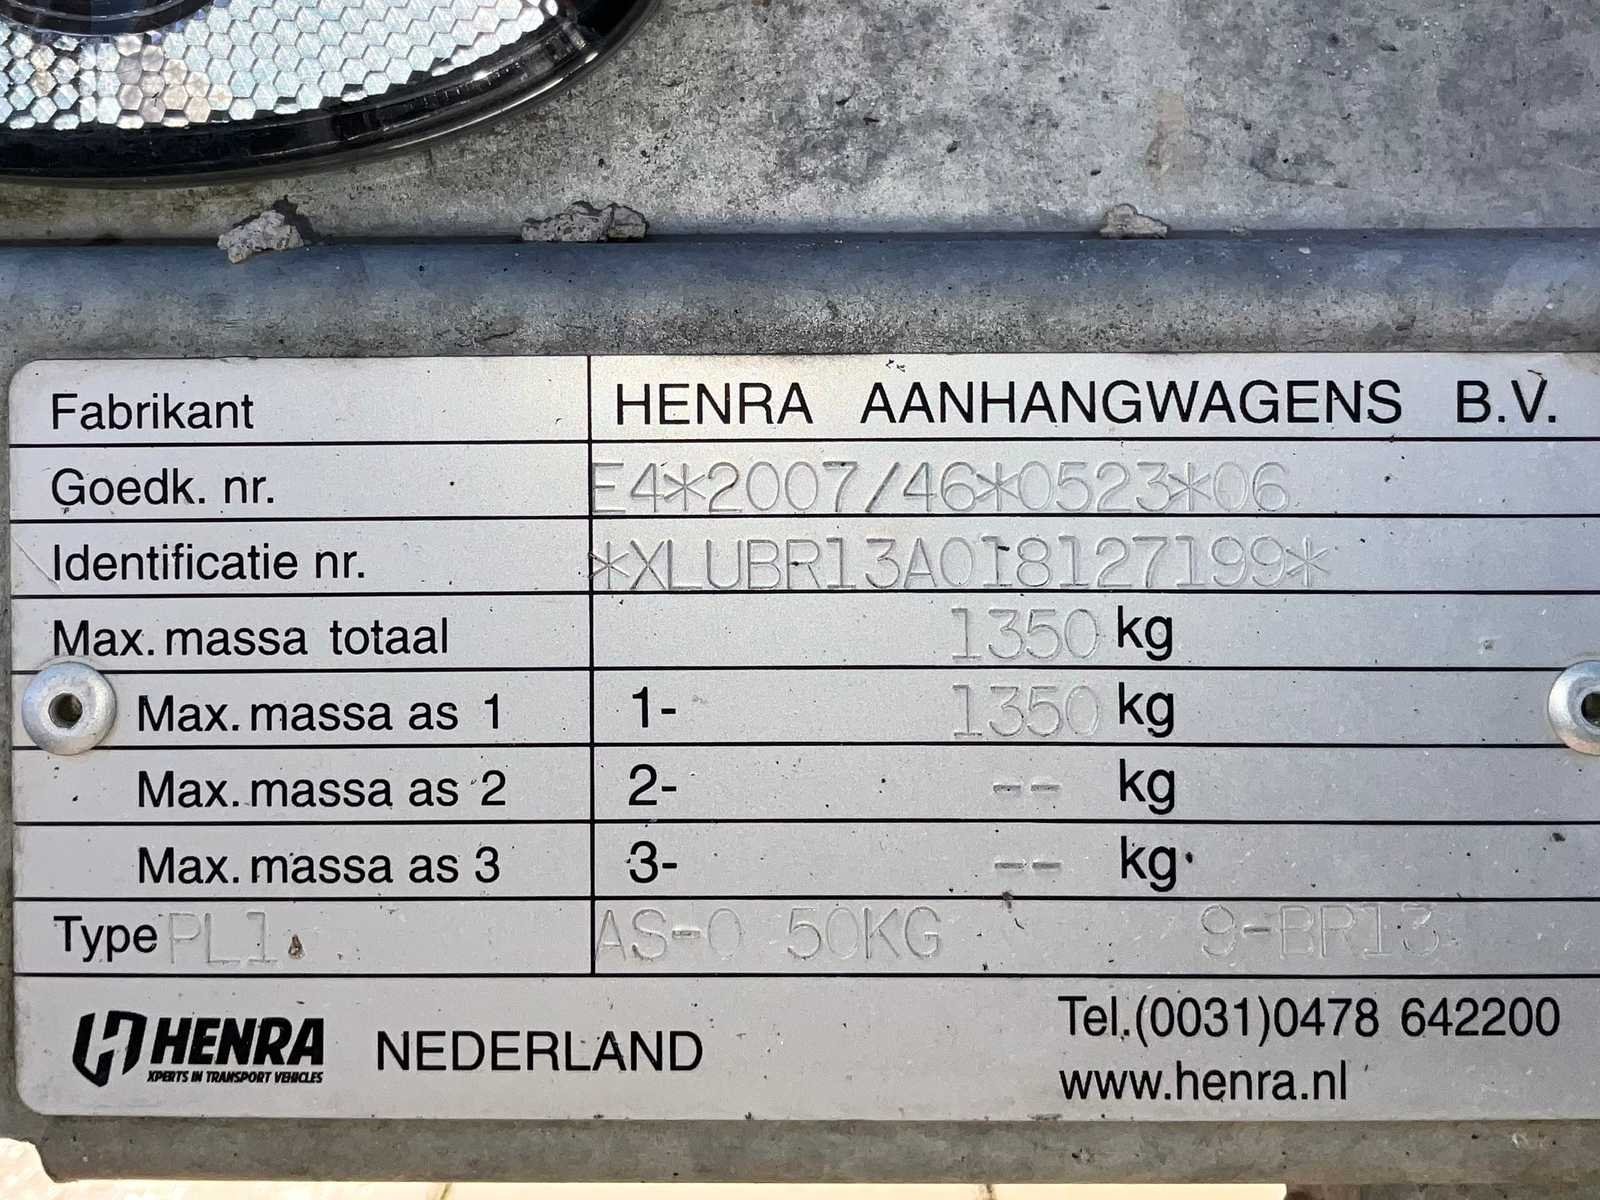 Fabrikant HENRA AANHANGWAGENS B.V.
Goedk. nr. E4*2007/46*0523*06
Identificatie nr. *XLUBR13A018127199*
Max. massa totaal 1350 kg
Max. massa as 1 1- 1350 kg
Max. massa as 2 2- -- kg
Max. massa as 3 3- -- kg
Type PL1 AS-0 50KG 9-BR13
HENRA NEDERLAND Tel.(0031)0478 642200
XPERTS IN TRANSPORT VEHICLES www.henra.nl